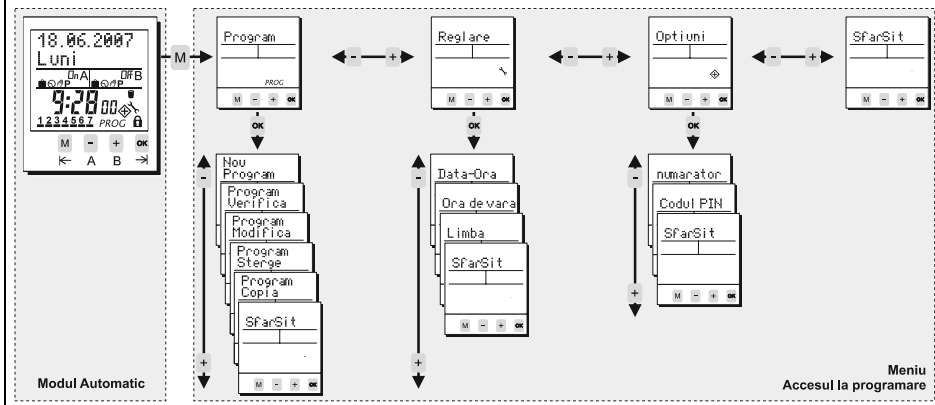 18.06.2007
Luni
On A Off B
P P
9:28 00
1234567 PROG
M - + OK
A B
Modul Automatic
M
Program
PROG
M - + OK
- +
Reglare
M - + OK
- +
Optiuni
M - + OK
- +
SfarSit
M - + OK
OK
OK
OK
-
Nou
Program
Program
Verifica
Program
Modifica
Program
Sterge
Program
Copia
SfarSit
M - + OK
+
-
Data-Ora
Ora de vara
Limba
SfarSit
M - + OK
+
-
numarator
Codul PIN
SfarSit
M - + OK
+
Meniu
Accesul la programare